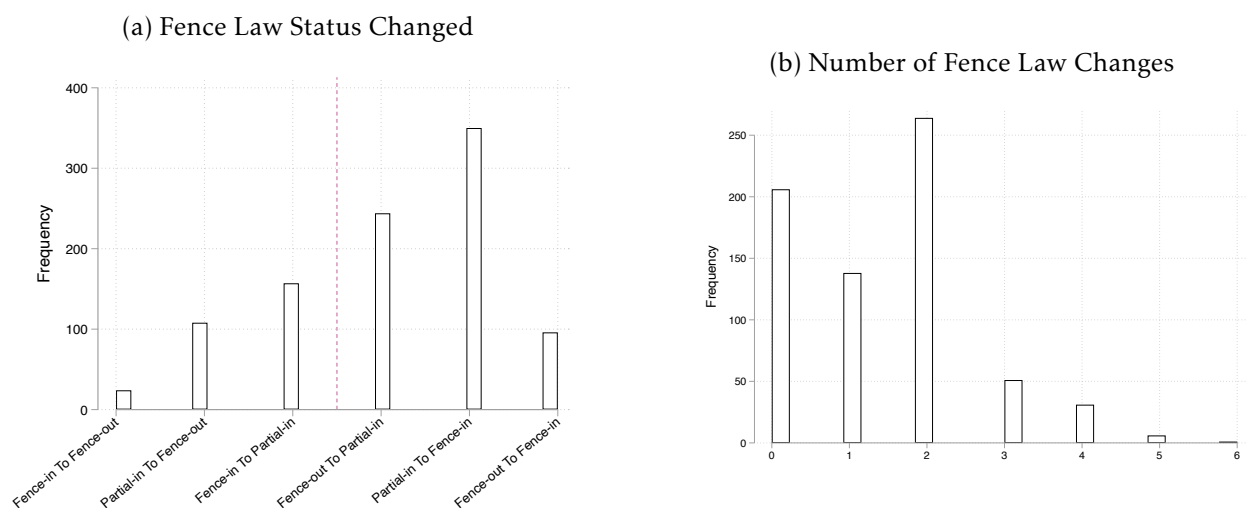 (a) Fence Law Status Changed
400
300
200
100
0
Frequency
Fence-in To Fence-out
Partial-in To Fence-out
Fence-in To Partial-in
Fence-out To Partial-in
Partial-in To Fence-in
Fence-out To Fence-in
(b) Number of Fence Law Changes
250
200
150
100
50
0
Frequency
0 1 2 3 4 5 6